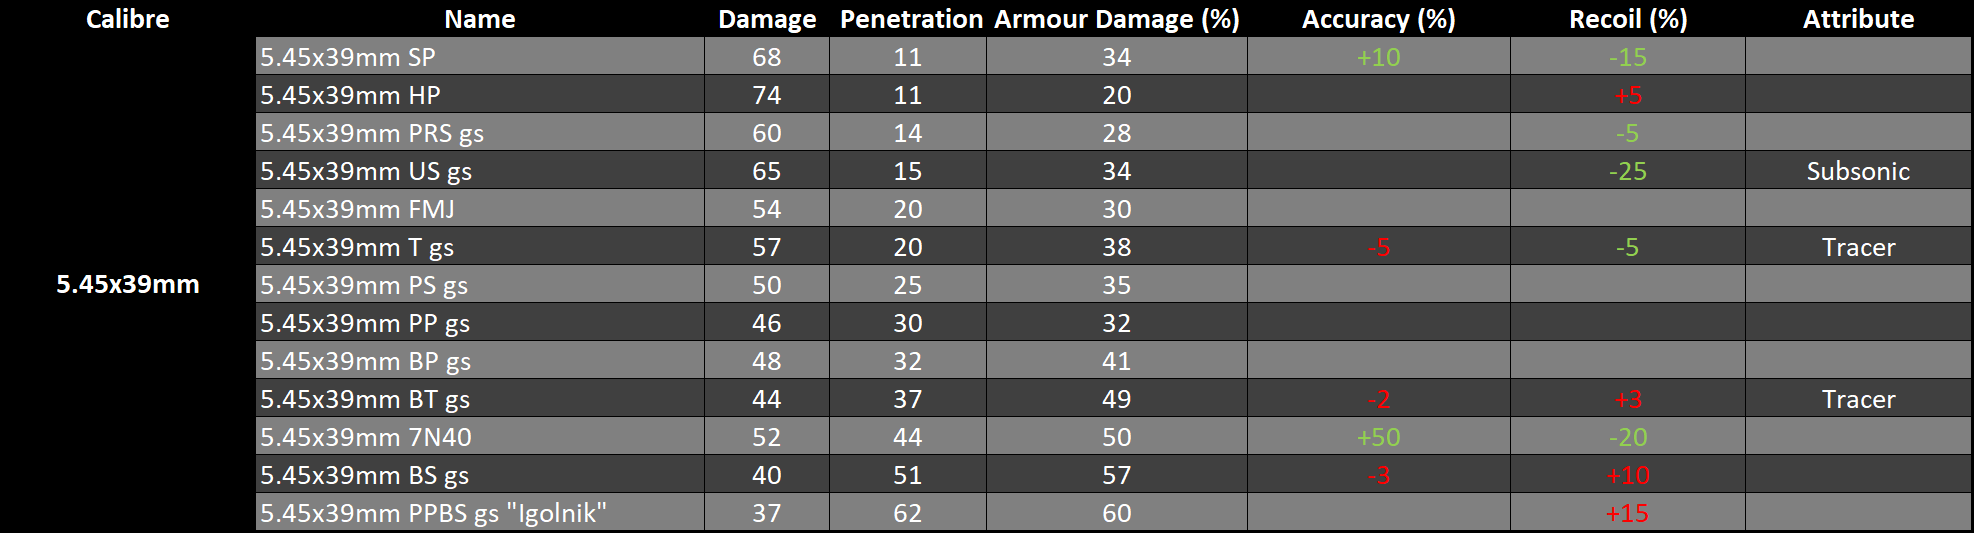 Calibre Name Damage Penetration Armour Damage (%) Accuracy (%) Recoil (%) Attribute
5.45x39mm SP 68 11 34 +10 -15
5.45x39mm HP 74 11 20 +5
5.45x39mm PRS gs 60 14 28 -5
5.45x39mm US gs 65 15 34 -25 Subsonic
5.45x39mm FMJ 54 20 30
5.45x39mm T gs 57 20 38 -5 -5 Tracer
5.45x39mm 5.45x39mm PS gs 50 25 35
5.45x39mm PP gs 46 30 32
5.45x39mm BP gs 48 32 41
5.45x39mm BT gs 44 37 49 -2 +3 Tracer
5.45x39mm 7N40 52 44 50 +50 -20
5.45x39mm BS gs 40 51 57 -3 +10
5.45x39mm PPBS gs "Igolnik" 37 62 60 +15